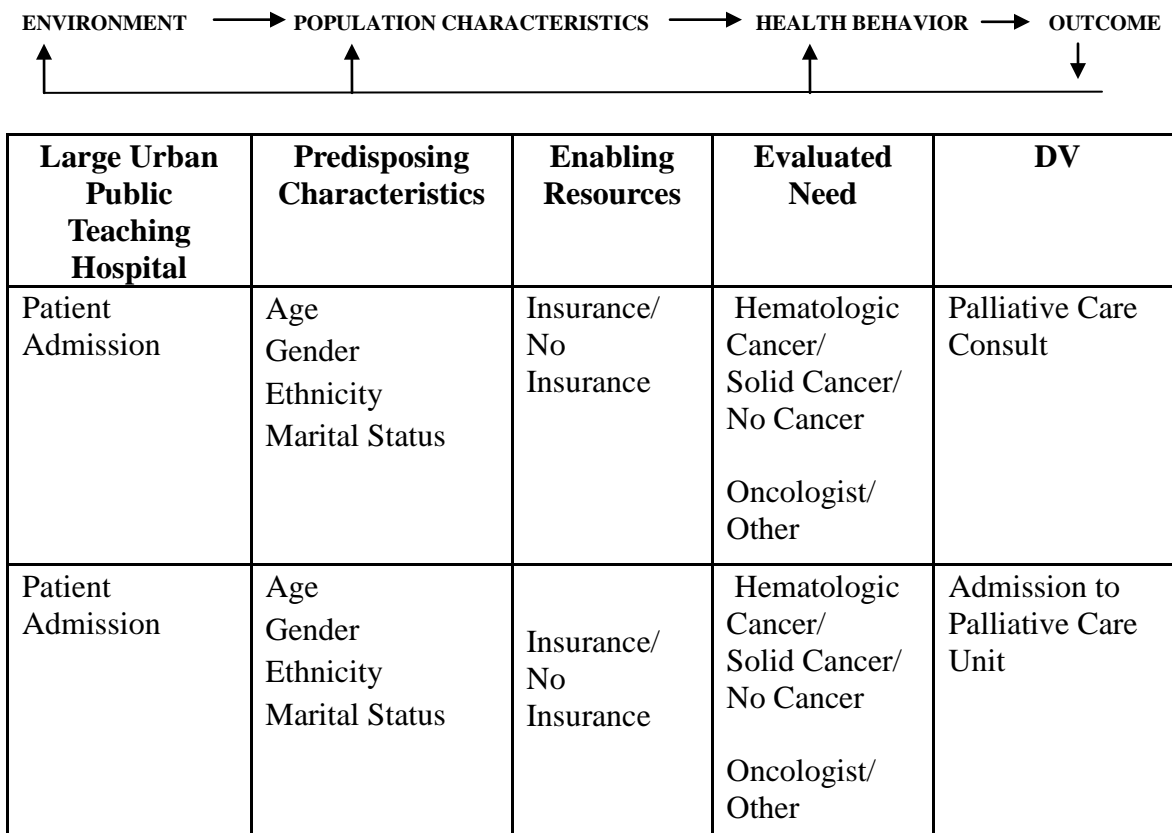 ENVIRONMENT POPULATION CHARACTERISTICS HEALTH BEHAVIOR OUTCOME
Large Urban
Public
Teaching
Hospital
Predisposing
Characteristics
Enabling
Resources
Evaluated
Need
DV
Patient
Admission
Age
Gender
Ethnicity
Marital Status
Insurance/
No
Insurance
Hematologic
Cancer/
Solid Cancer/
No Cancer
Oncologist/
Other
Palliative Care
Consult
Patient
Admission
Age
Gender
Ethnicity
Marital Status
Insurance/
No
Insurance
Hematologic
Cancer/
Solid Cancer/
No Cancer
Oncologist/
Other
Admission to
Palliative Care
Unit